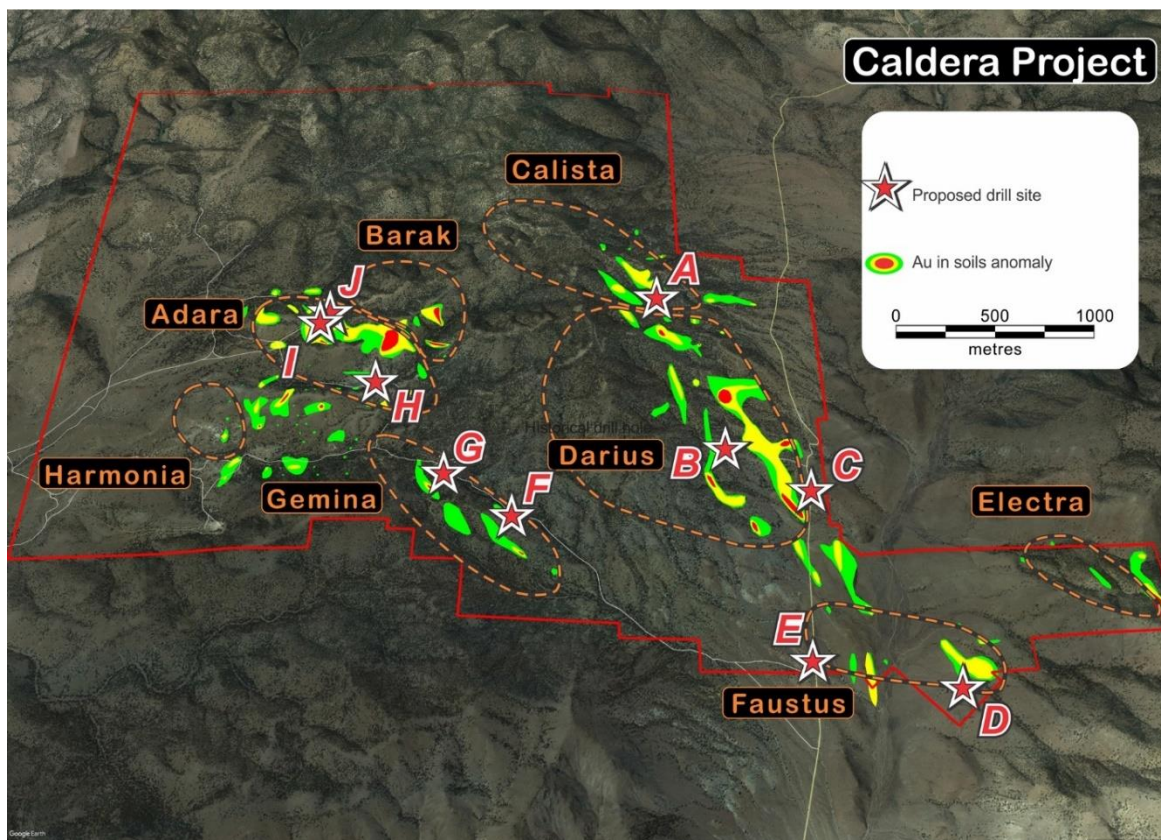 Caldera Project
Proposed drill site
Au in soils anomaly
0 500 1000
metres
Calista
Barak
A
J
Adara
I
H
Historical drill hole
Darius
B
G
C
F
Harmonia
Gemina
Electra
E
Faustus
D
Google Earth